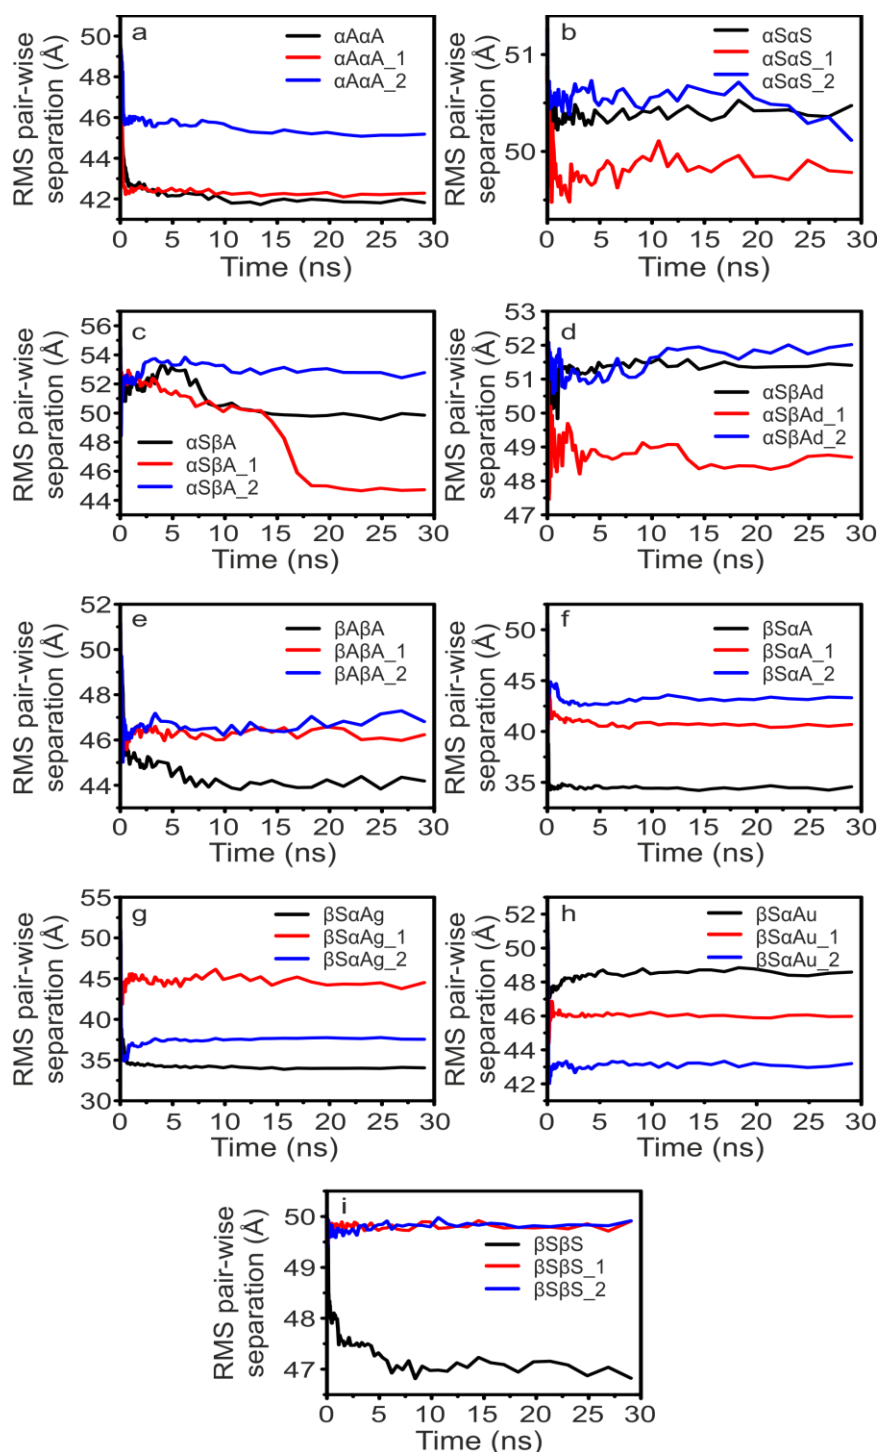 a
αAαA
αAαA_1
αAαA_2
50
48
46
44
42
0 5 10 15 20 25 30
Time (ns)
RMS pair-wise
separation (Å)
b
αSαS
αSαS_1
αSαS_2
51
50
0 5 10 15 20 25 30
Time (ns)
RMS pair-wise
separation (Å)
c
αSβA
αSβA_1
αSβA_2
56
54
52
50
48
46
44
0 5 10 15 20 25 30
Time (ns)
RMS pair-wise
separation (Å)
d
αSβAd
αSβAd_1
αSβAd_2
53
52
51
50
49
48
47
0 5 10 15 20 25 30
Time (ns)
RMS pair-wise
separation (Å)
e
βAβA
βAβA_1
βAβA_2
52
50
48
46
44
0 5 10 15 20 25 30
Time (ns)
RMS pair-wise
separation (Å)
f
βSαA
βSαA_1
βSαA_2
50
45
40
35
0 5 10 15 20 25 30
Time (ns)
RMS pair-wise
separation (Å)
g
βSαAg
βSαAg_1
βSαAg_2
55
50
45
40
35
30
0 5 10 15 20 25 30
Time (ns)
RMS pair-wise
separation (Å)
h
βSαAu
βSαAu_1
βSαAu_2
52
50
48
46
44
42
0 5 10 15 20 25 30
Time (ns)
RMS pair-wise
separation (Å)
i
βSβS
βSβS_1
βSβS_2
50
49
48
47
0 5 10 15 20 25 30
Time (ns)
RMS pair-wise
separation (Å)